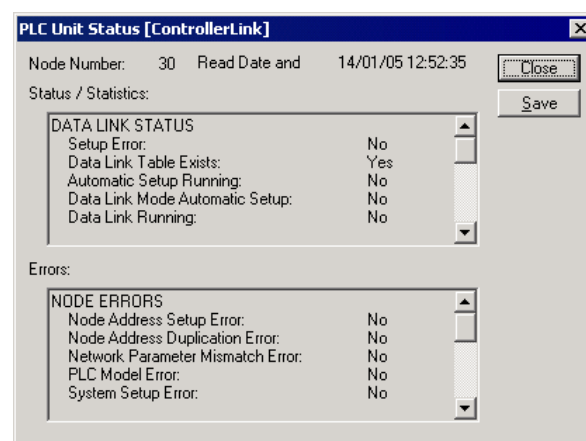 PLC Unit Status [ControllerLink]
Node Number: 30 Read Date and 14/01/05 12:52:35
Close
Status / Statistics:
Save
DATA LINK STATUS
Setup Error: No
Data Link Table Exists: Yes
Automatic Setup Running: No
Data Link Mode Automatic Setup: No
Data Link Running: No
Errors:
NODE ERRORS
Node Address Setup Error: No
Node Address Duplication Error: No
Network Parameter Mismatch Error: No
PLC Model Error: No
System Setup Error: No